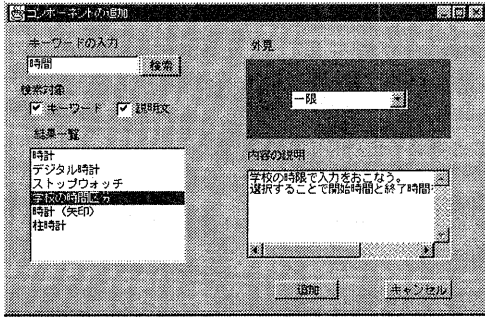 コンポーネントの追加
キーワードの入力
時間
検索
検索対象
キーワード
説明文
結果一覧
時計
デジタル時計
ストップウォッチ
学校の時間区分
時計（矢印）
柱時計
外見
一限
内容の説明
学校の時限で入力をおこなう。
選択することで開始時間と終了時間
追加
キャンセル